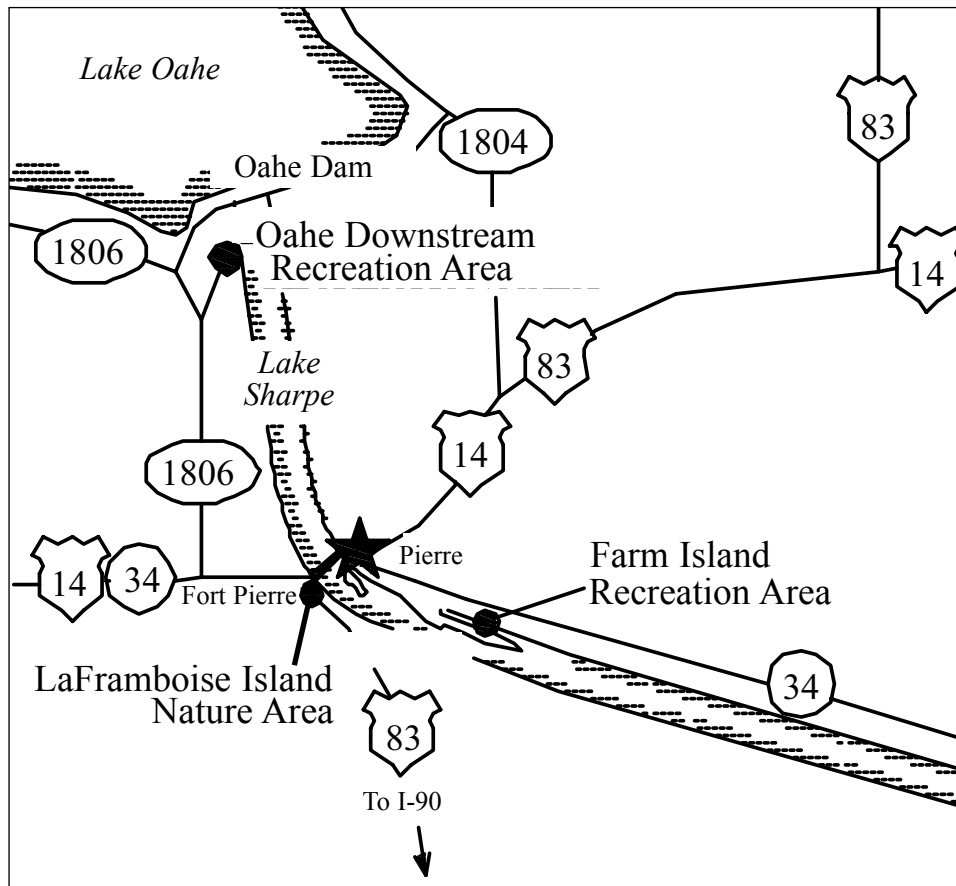 Lake Oahe
83
1804
Oahe Dam
1806
Oahe Downstream
Recreation Area
14
83
Lake
Sharpe
14
1806
Pierre
Farm Island
Recreation Area
14
34
Fort Pierre
LaFramboise Island
Nature Area
34
83
To I-90